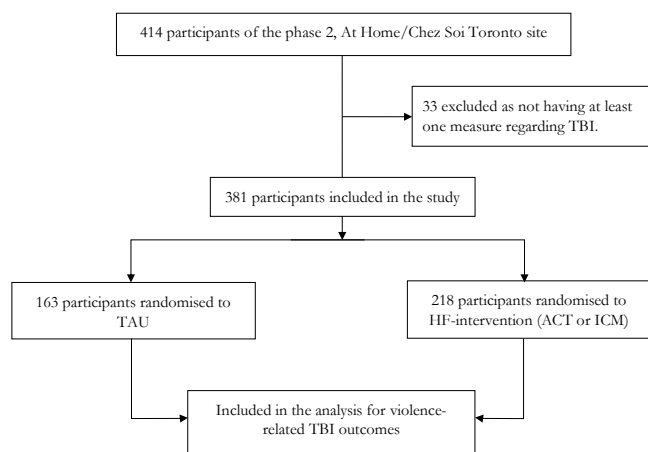 414 participants of the phase 2, At Home/Chez Soi Toronto site
33 excluded as not having at least
one measure regarding TBI.
381 participants included in the study
163 participants randomised to
TAU
218 participants randomised to
HF-intervention (ACT or ICM)
Included in the analysis for violence-
related TBI outcomes